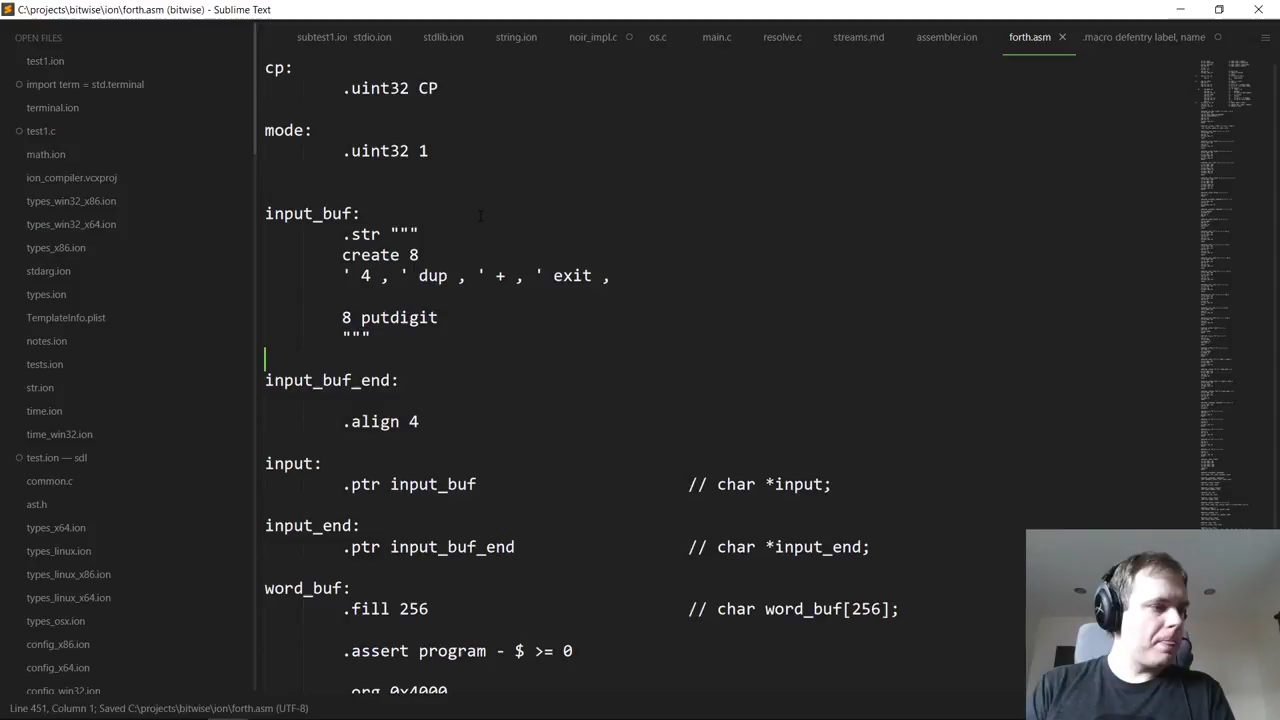 C:\projects\bitwise\ion\forth.asm (bitwise) - Sublime Text
OPEN FILES
test1.ion
import term = std.terminal
terminal.ion
test1.c
math.ion
ion_compiler.vcxproj
types_win32_x86.ion
types_win32_x64.ion
types_x86.ion
stdarg.ion
types.ion
TemplateInfo.plist
notes.ion
tests.ion
str.ion
time.ion
time_win32.ion
test.ion — sdl
common.c
ast.h
types_x64.ion
types_linux.ion
types_linux_x86.ion
types_linux_x64.ion
types_osx.ion
config_x86.ion
config_x64.ion
config_win32.ion
subtest1.io stdio.ion stdlib.ion string.ion noir_impl.c os.c main.c resolve.c streams.md assembler.ion forth.asm .macro defentry label, name
cp:
.uint32 CP
mode:
.uint32 1
input_buf:
.str """
create 8
' 4 , ' dup , ' + , ' exit ,
8 putdigit
"""
input_buf_end:
.align 4
input:
.ptr input_buf // char *input;
input_end:
.ptr input_buf_end // char *input_end;
word_buf:
.fill 256 // char word_buf[256];
.assert program - $ >= 0
.org 0x4000
Line 451, Column 1; Saved C:\projects\bitwise\ion\forth.asm (UTF-8)